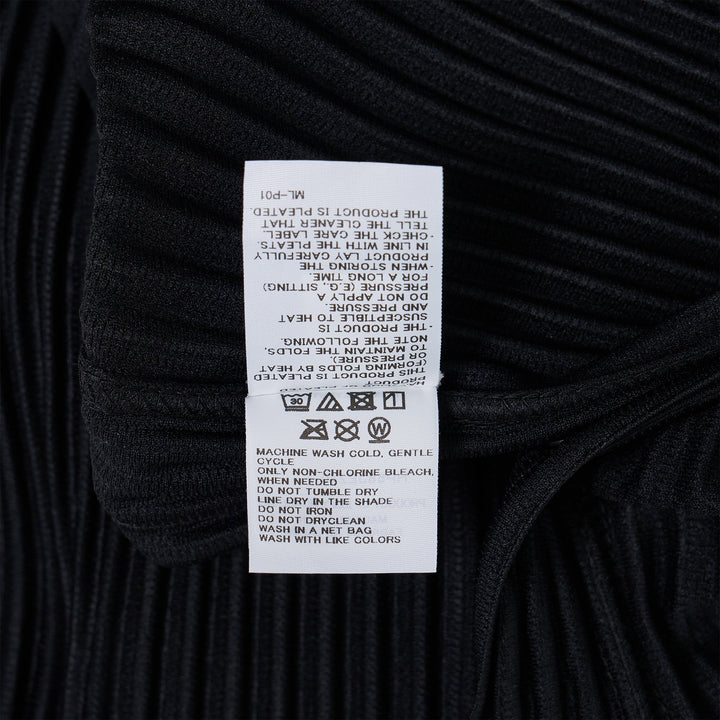 PRODUCT OF PLEATED
THIS PRODUCT IS PLEATED
(FORMING FOLDS BY HEAT
OR PRESSURE).
TO MAINTAIN THE FOLDS,
NOTE THE FOLLOWING.
・THE PRODUCT IS
SUSCEPTIBLE TO HEAT
AND PRESSURE.
DO NOT APPLY A
PRESSURE (E.G., SITTING)
FOR A LONG TIME.
・WHEN STORING THE
PRODUCT LAY CAREFULLY
IN LINE WITH THE PLEATS.
・CHECK THE CARE LABEL.
TELL THE CLEANER THAT
THE PRODUCT IS PLEATED.
ML-P01
30
W
MACHINE WASH COLD, GENTLE
CYCLE
ONLY NON-CHLORINE BLEACH,
WHEN NEEDED
DO NOT TUMBLE DRY
LINE DRY IN THE SHADE
DO NOT IRON
DO NOT DRYCLEAN
WASH IN A NET BAG
WASH WITH LIKE COLORS